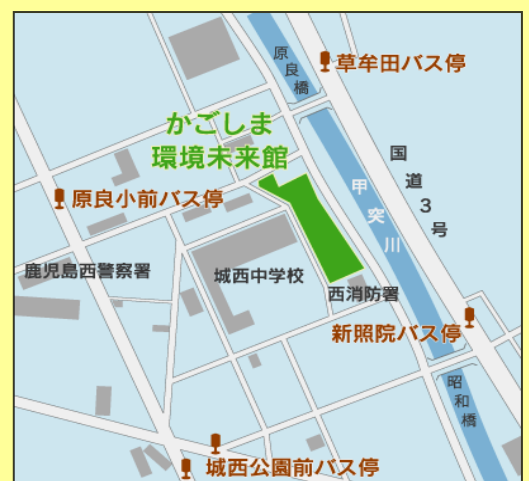 原良橋
草牟田バス停
かごしま
環境未来館
国道3号
原良小前バス停
甲突川
鹿児島西警察署
城西中学校
西消防署
新照院バス停
昭和橋
城西公園前バス停